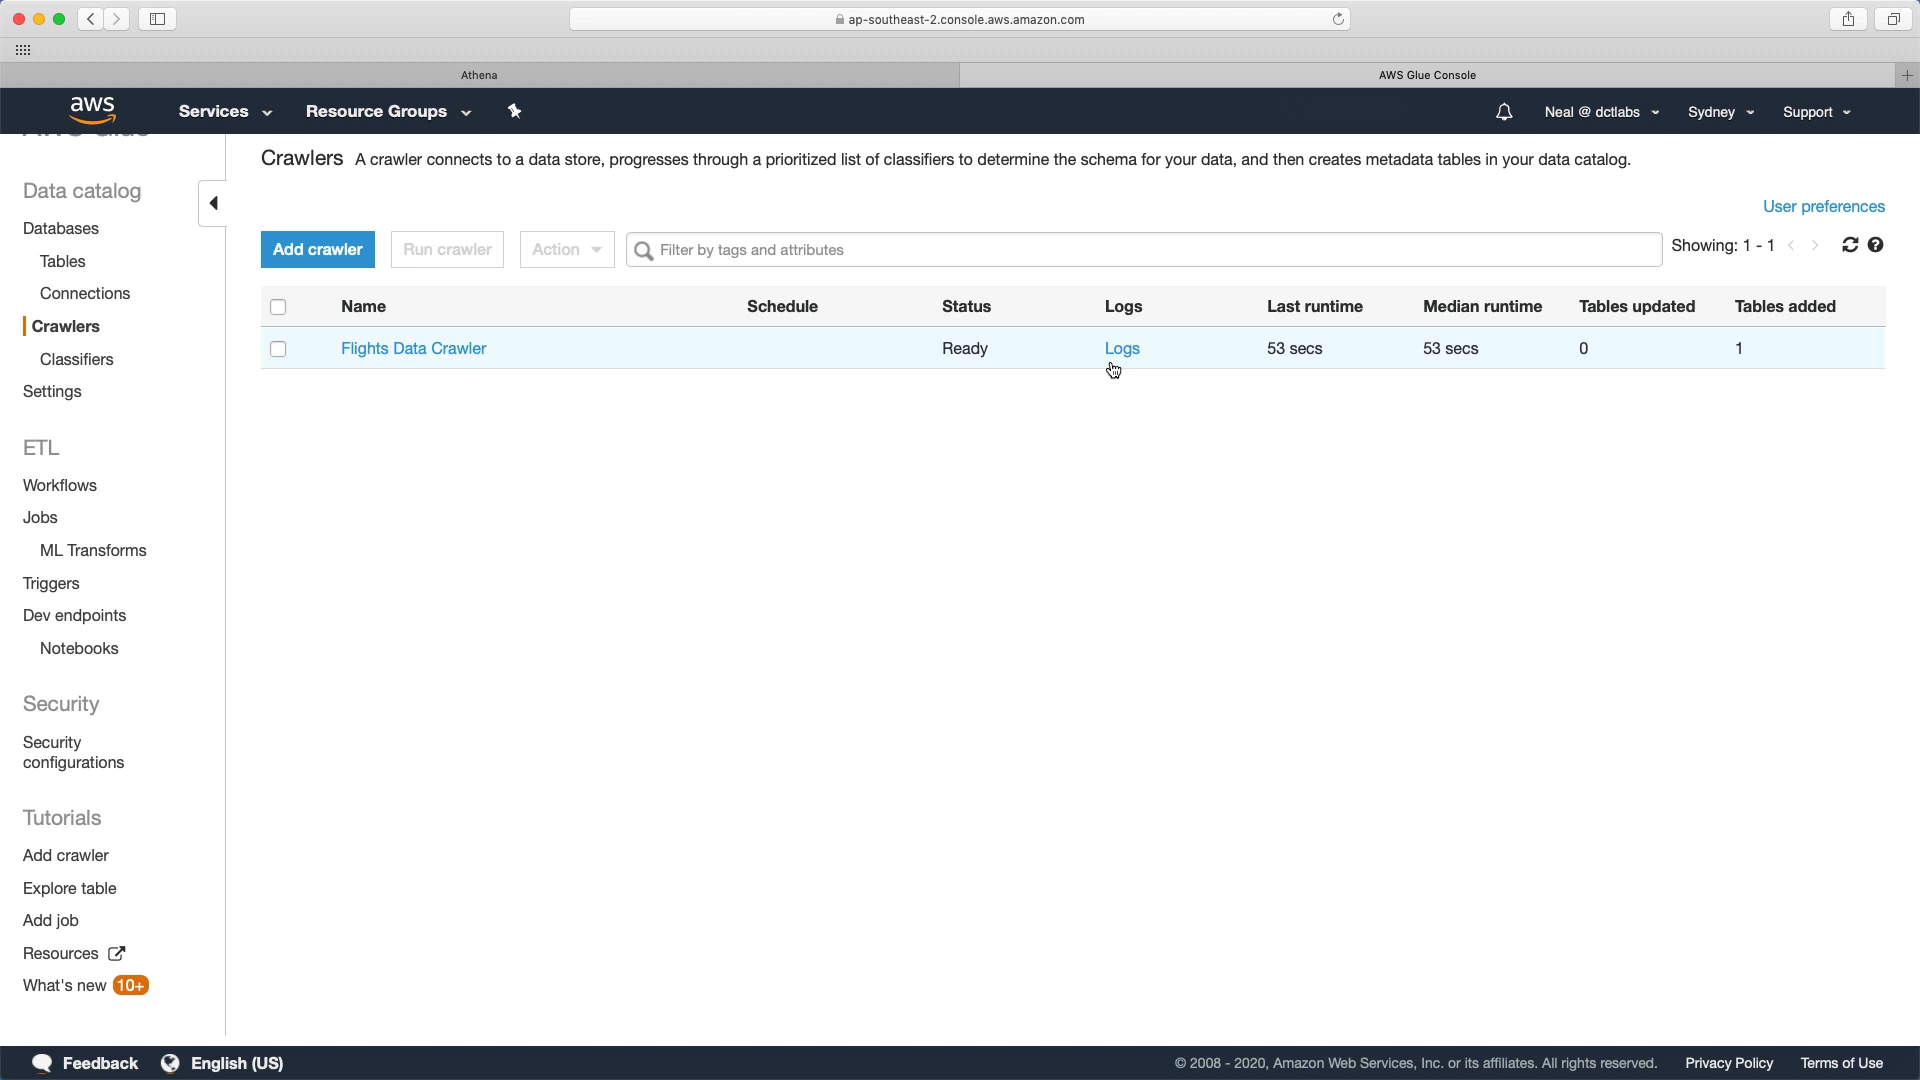 ap-southeast-2.console.aws.amazon.com
Athena
AWS Glue Console
aws
Services
Resource Groups
Neal @ dctlabs
Sydney
Support
Data catalog
Databases
Tables
Connections
Crawlers
Classifiers
Settings
ETL
Workflows
Jobs
ML Transforms
Triggers
Dev endpoints
Notebooks
Security
Security
configurations
Tutorials
Add crawler
Explore table
Add job
Resources
What's new 10+
Crawlers A crawler connects to a data store, progresses through a prioritized list of classifiers to determine the schema for your data, and then creates metadata tables in your data catalog.
User preferences
Add crawler Run crawler Action Filter by tags and attributes Showing: 1 - 1
Name Schedule Status Logs Last runtime Median runtime Tables updated Tables added
Flights Data Crawler Ready Logs 53 secs 53 secs 0 1
Feedback English (US) © 2008 - 2020, Amazon Web Services, Inc. or its affiliates. All rights reserved. Privacy Policy Terms of Use